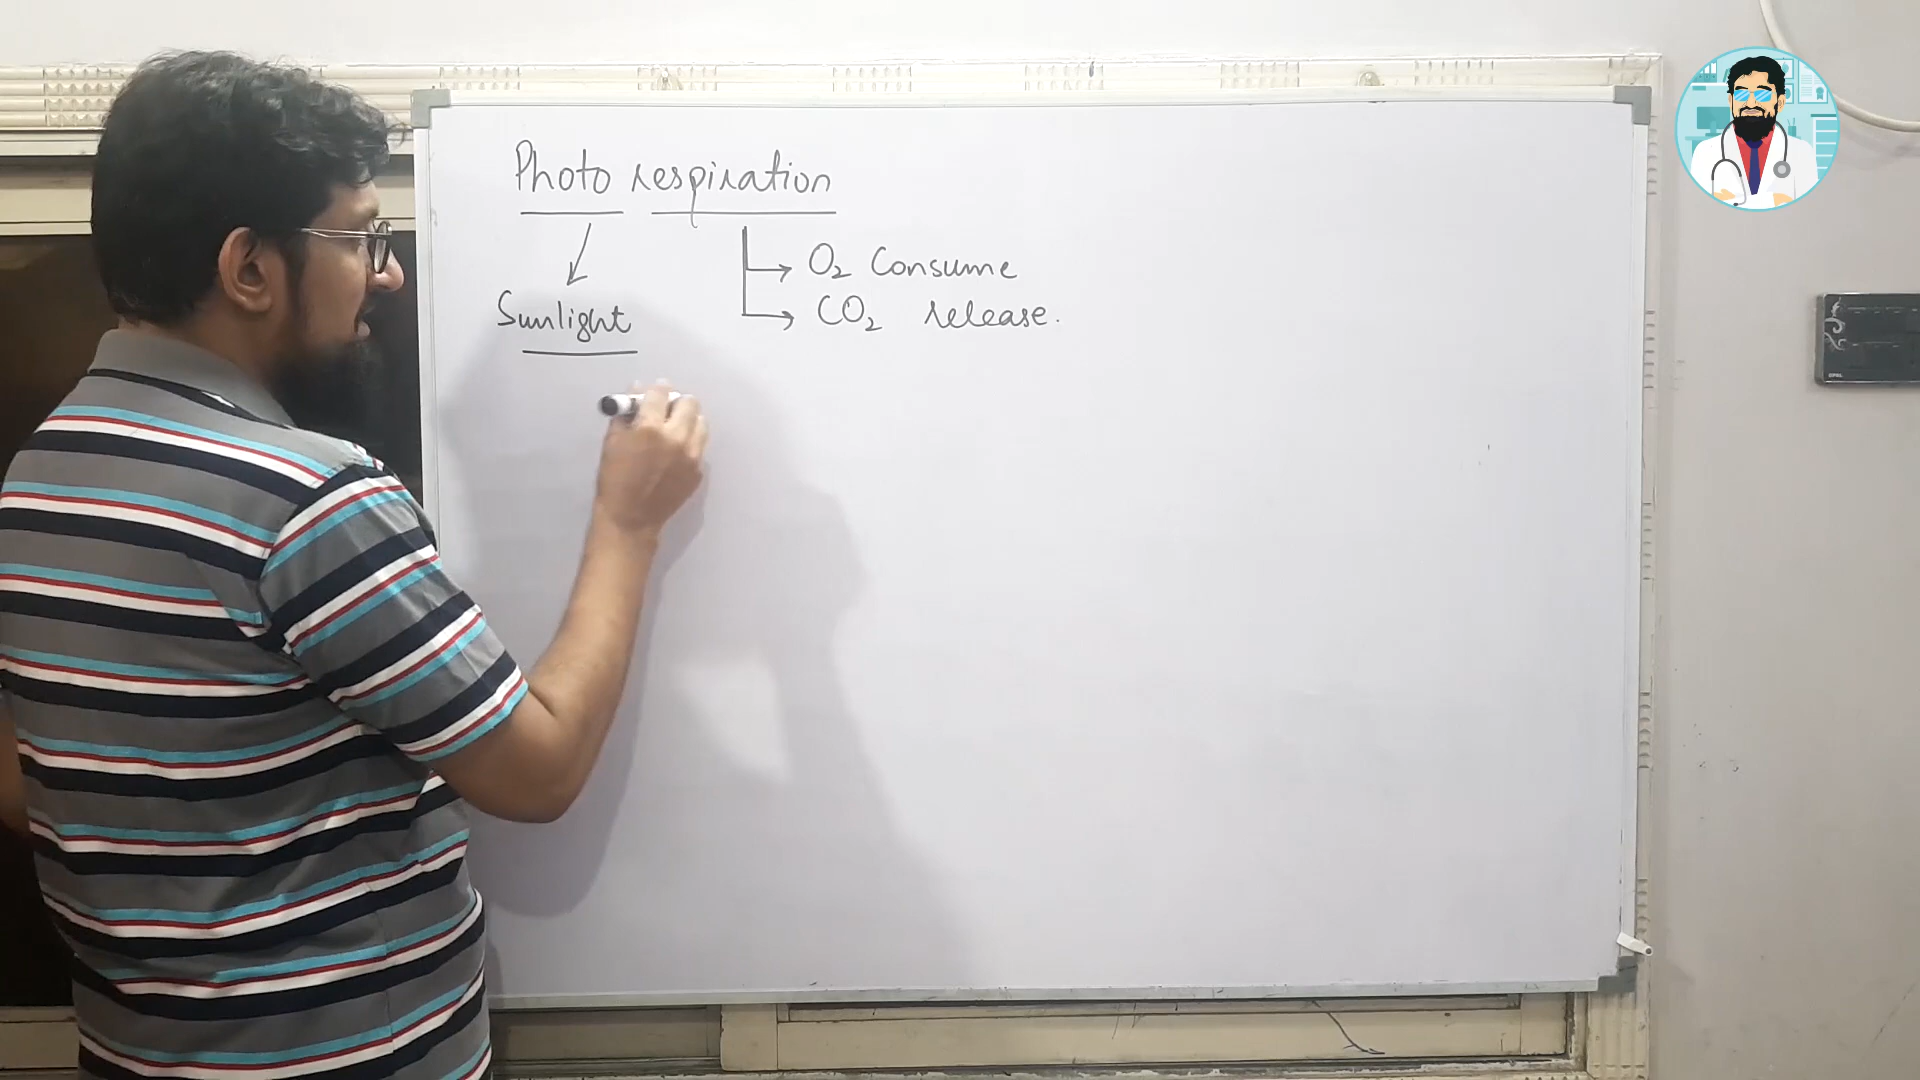 Photo respiration
O₂ Consume
Sunlight
CO₂ release.